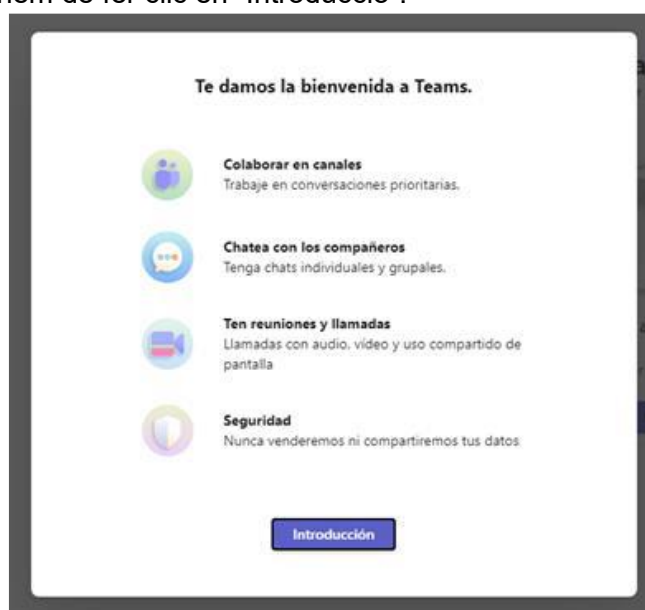 Te damos la bienvenida a Teams.
Colaborar en canales
Trabaje en conversaciones prioritarias.
Chatea con los compañeros
Tenga chats individuales y grupales.
Ten reuniones y llamadas
Llamadas con audio, vídeo y uso compartido de
pantalla
Seguridad
Nunca venderemos ni compartiremos tus datos
Introducción